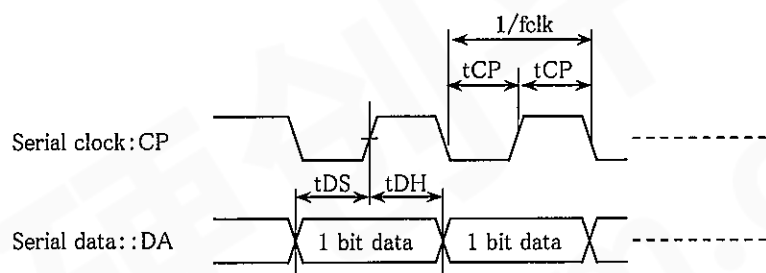 1/fclk
tCP tCP
Serial clock:CP
tDS tDH
Serial data::DA 1 bit data 1 bit data